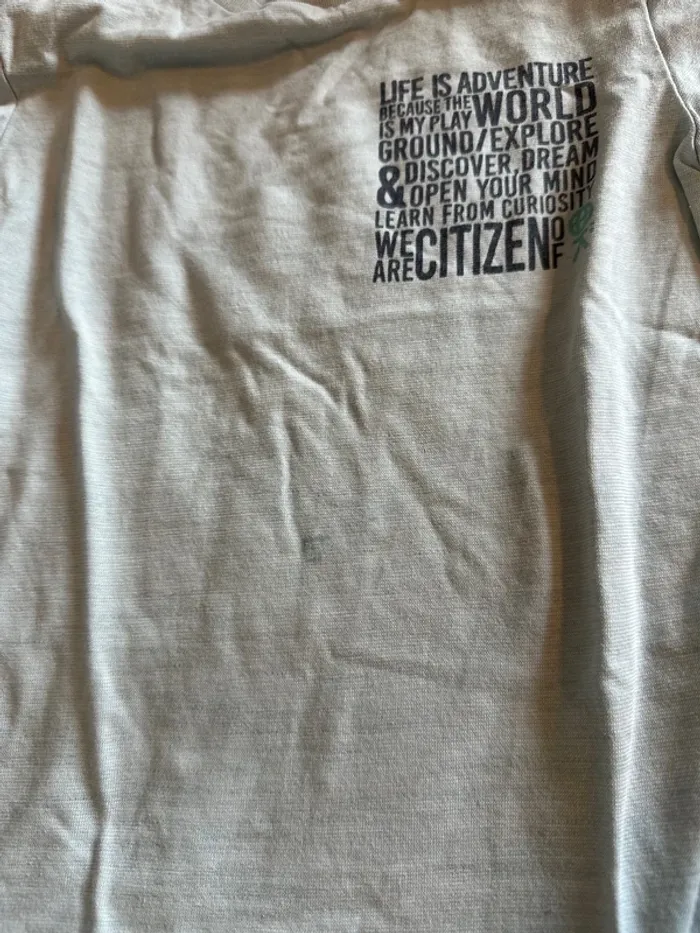 LIFE IS ADVENTURE
BECAUSE THE WORLD
IS MY PLAY
GROUND/EXPLORE
& DISCOVER, DREAM
OPEN YOUR MIND
LEARN FROM CURIOSITY
WE ARE CITIZEN OF